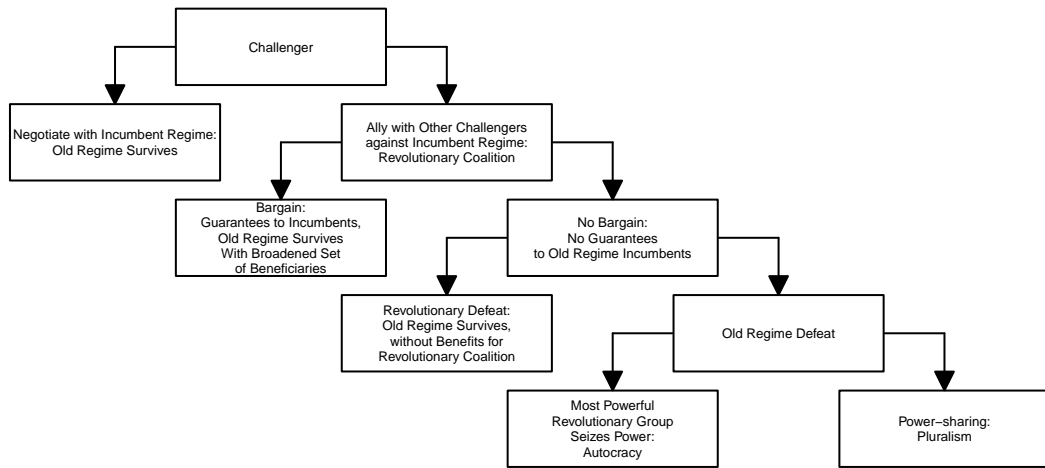 Challenger
Negotiate with Incumbent Regime:
Old Regime Survives
Ally with Other Challengers
against Incumbent Regime:
Revolutionary Coalition
Bargain:
Guarantees to Incumbents,
Old Regime Survives
With Broadened Set
of Beneficiaries
No Bargain:
No Guarantees
to Old Regime Incumbents
Revolutionary Defeat:
Old Regime Survives,
without Benefits for
Revolutionary Coalition
Old Regime Defeat
Most Powerful
Revolutionary Group
Seizes Power:
Autocracy
Power−sharing:
Pluralism